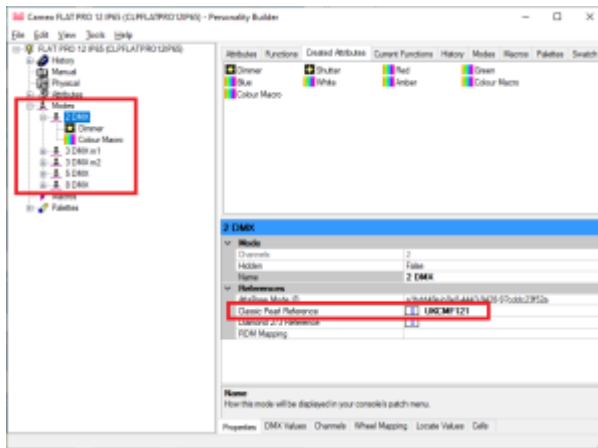 Cameo FLAT PRO 12 IP65 (CLPFLATPRO12IP65) - Personality Builder
File Edit View Tools Help
FLAT PRO 12 IP65 (CLPFLATPRO12IP65)
History
Manual
Physical
Attributes
Modes
2 DMX
Dimmer
Colour Macro
3 DMX m1
3 DMX m2
5 DMX
8 DMX
Macros
Palettes
Attributes Functions Created Attributes Current Functions History Modes Macros Palettes Swatch
Dimmer Shutter Red Green
Blue White Amber Colour Macro
Colour Macro
2 DMX
Mode
Channels 2
Hidden False
Name 2 DMX
References
Classic Pearl Reference UKCMF121
Diamond 2/3 Reference
RDM Mapping
Name
How this mode will be displayed in your console's patch menu.
Properties DMX Values Channels Wheel Mapping Locate Values Cells